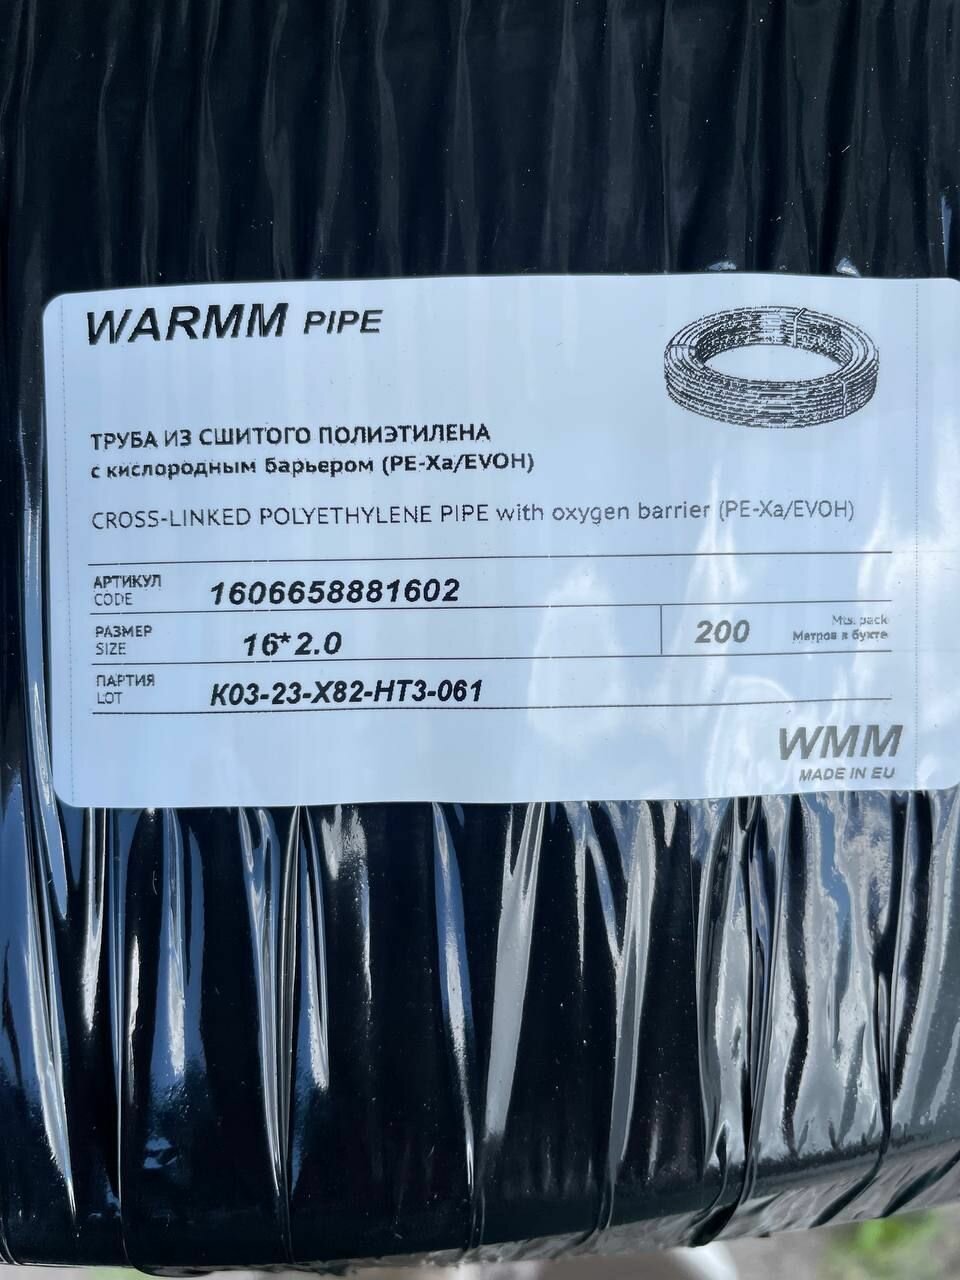 WARMM PIPE
ТРУБА ИЗ СШИТОГО ПОЛИЭТИЛЕНА
с кислородным барьером (PE-Xa/EVOH)
CROSS-LINKED POLYETHYLENE PIPE with oxygen barrier (PE-Xa/EVOH)
АРТИКУЛ
CODE
1606658881602
РАЗМЕР
SIZE
16*2.0
200
Mts. pack
Метров в бухте
ПАРТИЯ
LOT
K03-23-X82-HT3-061
WMM
MADE IN EU